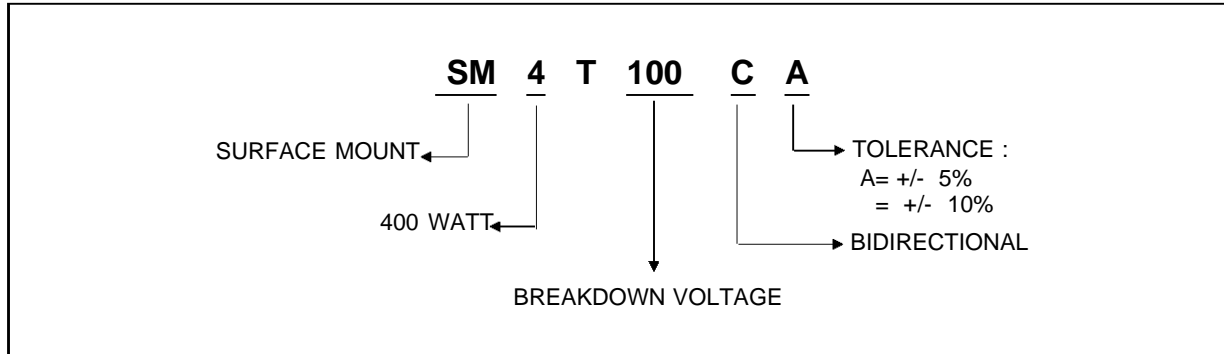 SM 4 T 100 C A
SURFACE MOUNT
TOLERANCE :
A= +/- 5%
= +/- 10%
400 WATT
BIDIRECTIONAL
BREAKDOWN VOLTAGE